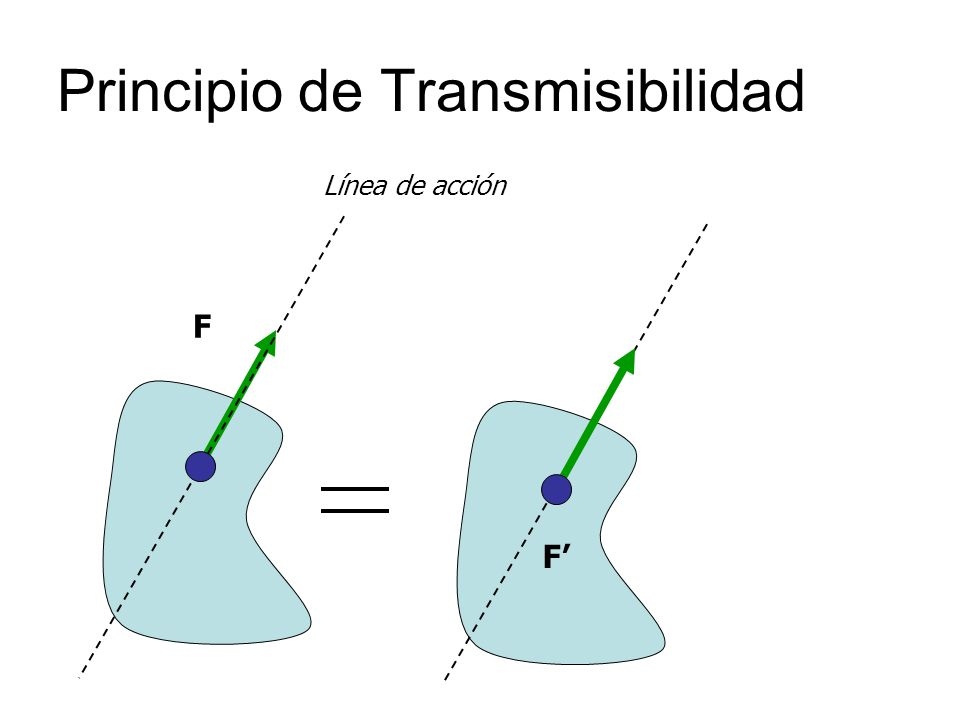 Principio de Transmisibilidad
Línea de acción
F
F’